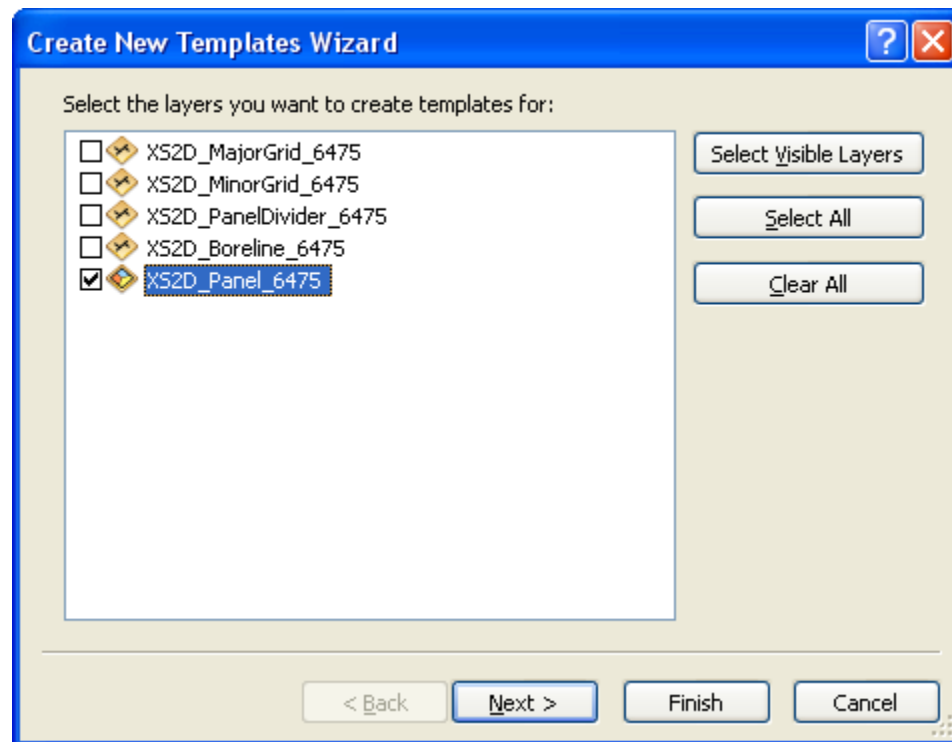 Create New Templates Wizard
?
Select the layers you want to create templates for:
XS2D_MajorGrid_6475
XS2D_MinorGrid_6475
XS2D_PanelDivider_6475
XS2D_Boreline_6475
XS2D_Panel_6475
Select Visible Layers
Select All
Clear All
< Back
Next >
Finish
Cancel